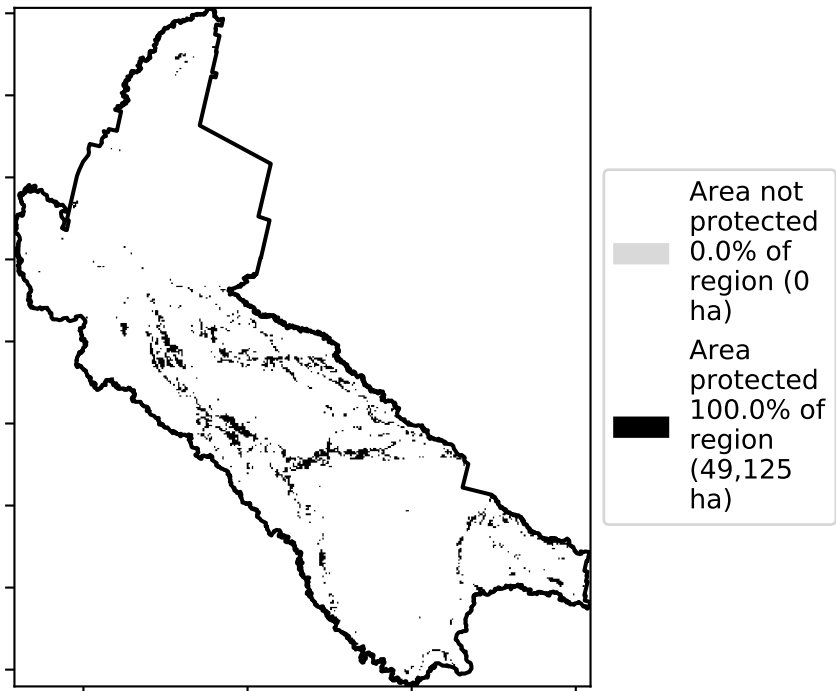 Area not
protected
0.0% of
region (0
ha)
Area
protected
100.0% of
region
(49,125
ha)